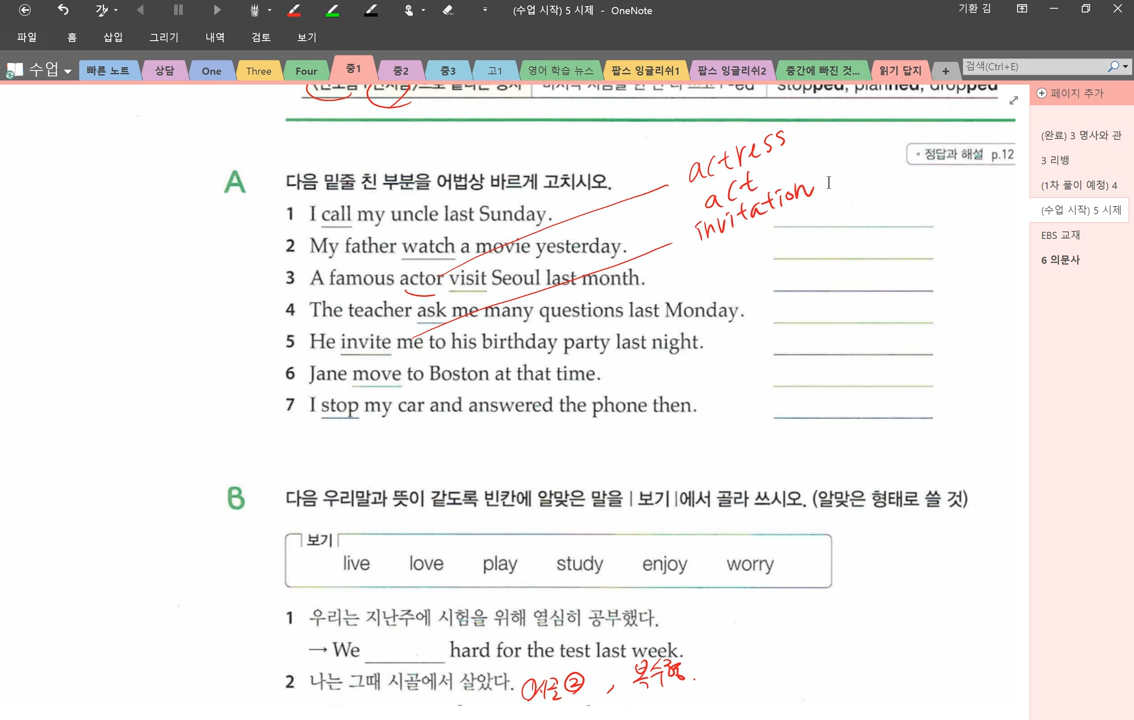 (수업 시작) 5 시제 - OneNote
기환 김
파일 홈 삽입 그리기 내역 검토 보기
수업 빠른 노트 상담 One Three Four 중1 중2 중3 고1 영어 학습 뉴스 팝스 잉글리쉬1 팝스 잉글리쉬2 중간에 빠진 것... 읽기 답지 + 검색(Ctrl+E)
stopped, planned, dropped
페이지 추가
(완료) 3 명사와 관
3 리뱅
(1차 풀이 예정) 4
(수업 시작) 5 시제
EBS 교재
6 의문사
• 정답과 해설 p.12
actress
act
invitation
A 다음 밑줄 친 부분을 어법상 바르게 고치시오.
1 I call my uncle last Sunday.
2 My father watch a movie yesterday.
3 A famous actor visit Seoul last month.
4 The teacher ask me many questions last Monday.
5 He invite me to his birthday party last night.
6 Jane move to Boston at that time.
7 I stop my car and answered the phone then.
B 다음 우리말과 뜻이 같도록 빈칸에 알맞은 말을 | 보기 |에서 골라 쓰시오. (알맞은 형태로 쓸 것)
보기
live love play study enjoy worry
1 우리는 지난주에 시험을 위해 열심히 공부했다.
→ We ________ hard for the test last week.
2 나는 그때 시골에서 살았다.